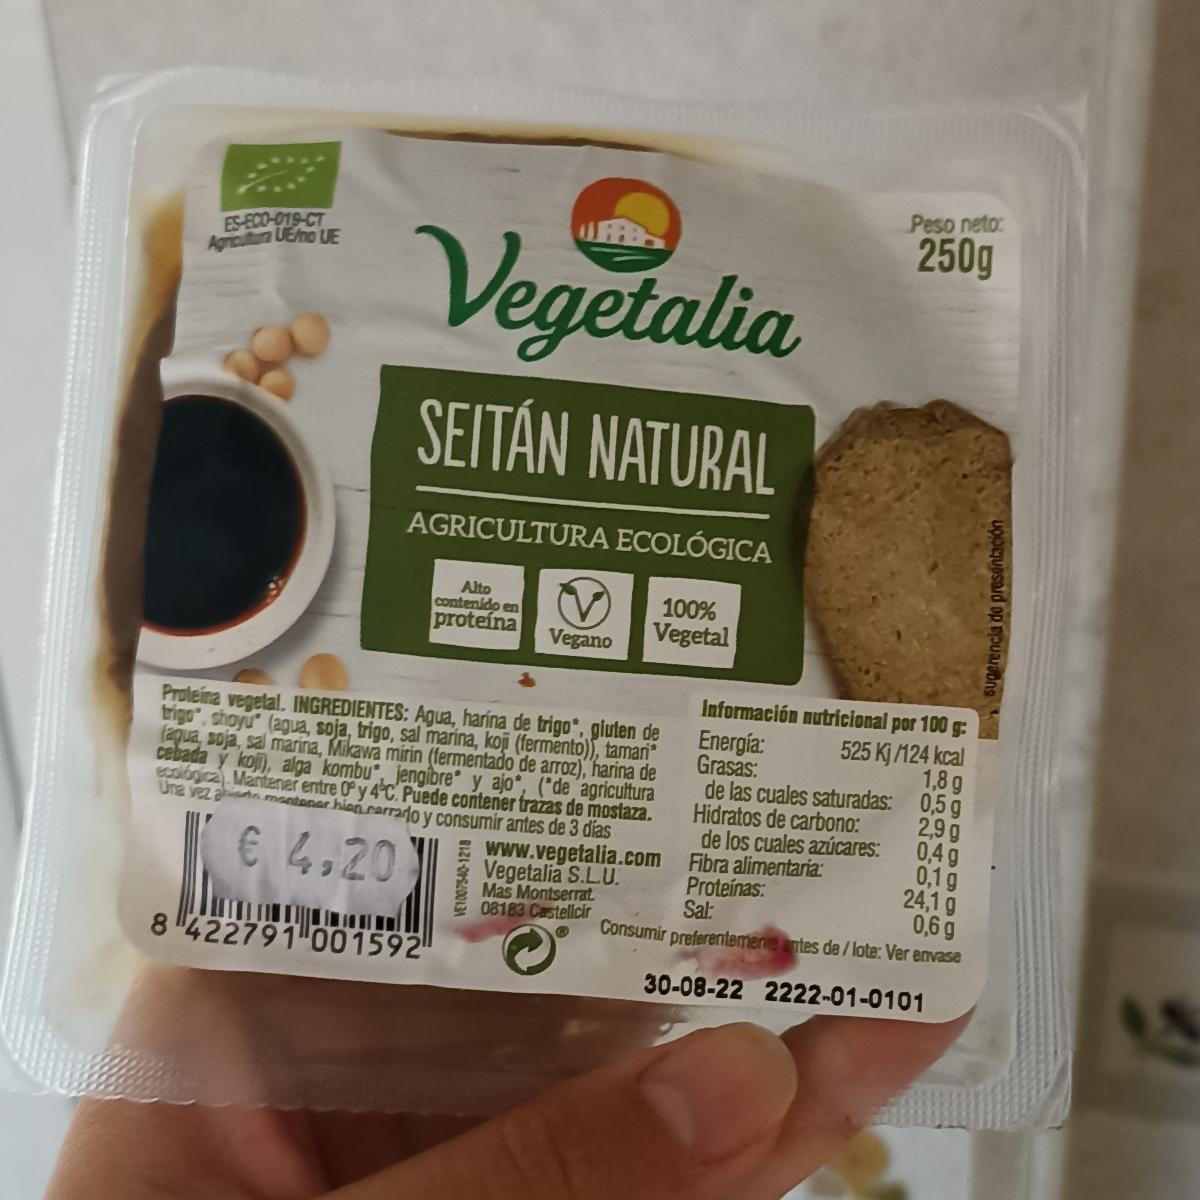 ES-ECO-019-CT
Agricultura UE/no UE
Vegetalia
Peso neto:
250g
SEITÁN NATURAL
AGRICULTURA ECOLÓGICA
Alto
contenido en
proteína
Vegano
100%
Vegetal
sugerencia de presentación
Proteína vegetal. INGREDIENTES: Agua, harina de trigo*, gluten de
trigo*, shoyu* (agua, soja, trigo, sal marina, koji (fermento)), tamari*
(agua, soja, sal marina, Mikawa mirin (fermentado de arroz), harina de
cebada y koji), alga kombu*, jengibre* y ajo*, (*de agricultura
ecológica). Mantener entre 0º y 4ºC. Puede contener trazas de mostaza.
Una vez abierto mantener bien cerrado y consumir antes de 3 días
€ 4,20
8 422791 001592
VE1007540-1218
www.vegetalia.com
Vegetalia S.L.U.
Mas Montserrat.
08183 Castellcir
®
Información nutricional por 100 g:
Energía: 525 Kj /124 kcal
Grasas: 1,8 g
de las cuales saturadas: 0,5 g
Hidratos de carbono: 2,9 g
de los cuales azúcares: 0,4 g
Fibra alimentaria: 0,1 g
Proteínas: 24,1 g
Sal: 0,6 g
Consumir preferentemente antes de / lote: Ver envase
30-08-22 2222-01-0101